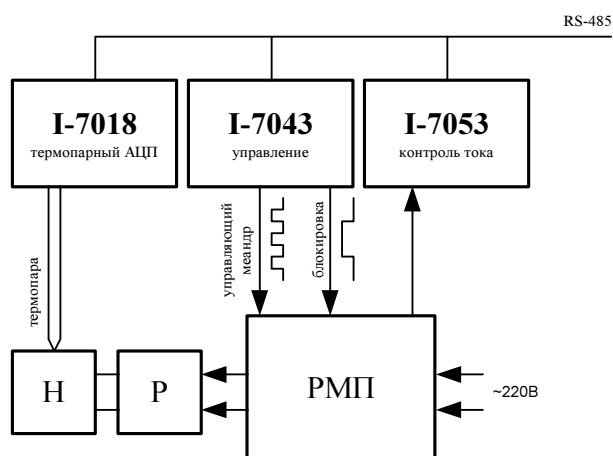 RS-485
I-7018
термопарный АЦП
I-7043
управление
I-7053
контроль тока
термопара
управляющий
меандр
блокировка
Н
Р
РМП
~220В